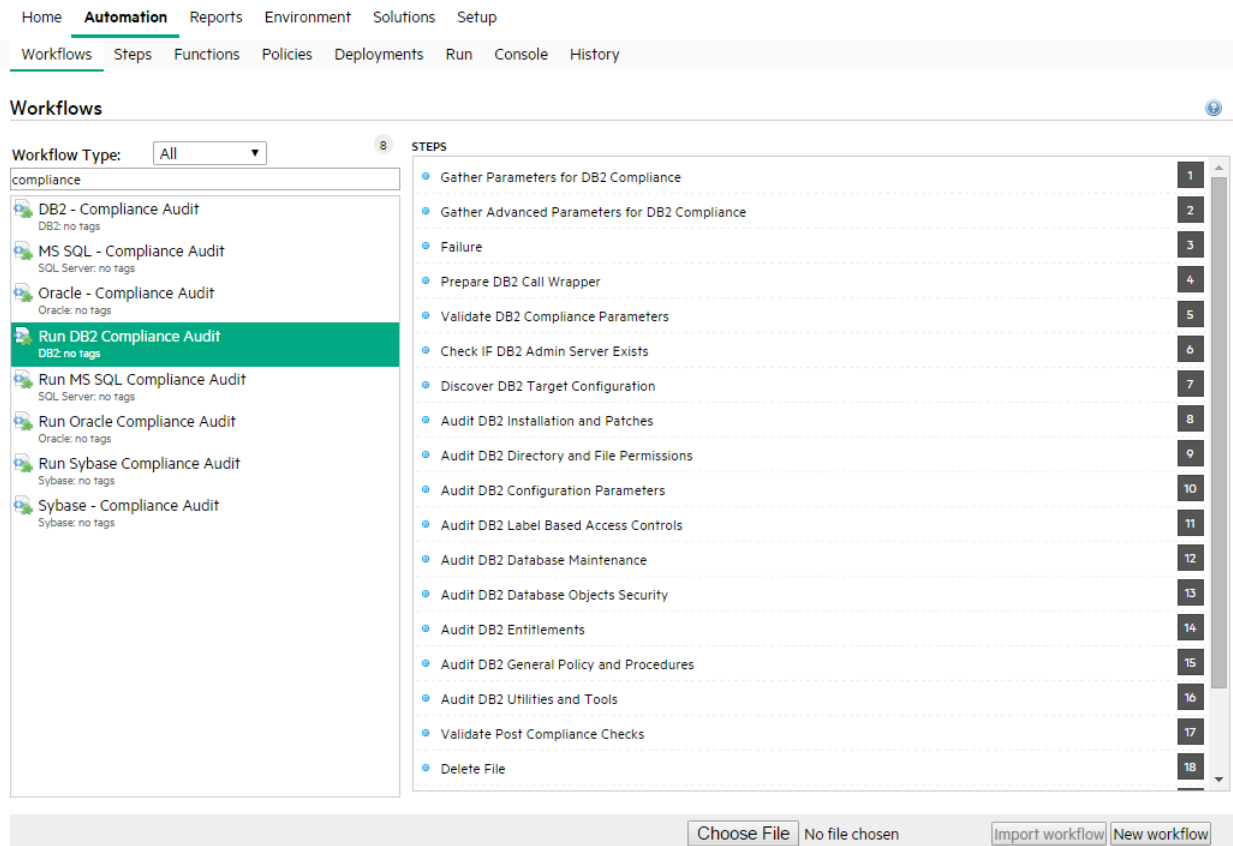 Home Automation Reports Environment Solutions Setup
Workflows Steps Functions Policies Deployments Run Console History
Workflows
Workflow Type: All
8
compliance
DB2 - Compliance Audit
DB2: no tags
MS SQL - Compliance Audit
SQL Server: no tags
Oracle - Compliance Audit
Oracle: no tags
Run DB2 Compliance Audit
DB2: no tags
Run MS SQL Compliance Audit
SQL Server: no tags
Run Oracle Compliance Audit
Oracle: no tags
Run Sybase Compliance Audit
Sybase: no tags
Sybase - Compliance Audit
Sybase: no tags
STEPS
Gather Parameters for DB2 Compliance 1
Gather Advanced Parameters for DB2 Compliance 2
Failure 3
Prepare DB2 Call Wrapper 4
Validate DB2 Compliance Parameters 5
Check IF DB2 Admin Server Exists 6
Discover DB2 Target Configuration 7
Audit DB2 Installation and Patches 8
Audit DB2 Directory and File Permissions 9
Audit DB2 Configuration Parameters 10
Audit DB2 Label Based Access Controls 11
Audit DB2 Database Maintenance 12
Audit DB2 Database Objects Security 13
Audit DB2 Entitlements 14
Audit DB2 General Policy and Procedures 15
Audit DB2 Utilities and Tools 16
Validate Post Compliance Checks 17
Delete File 18
Choose File No file chosen Import workflow New workflow